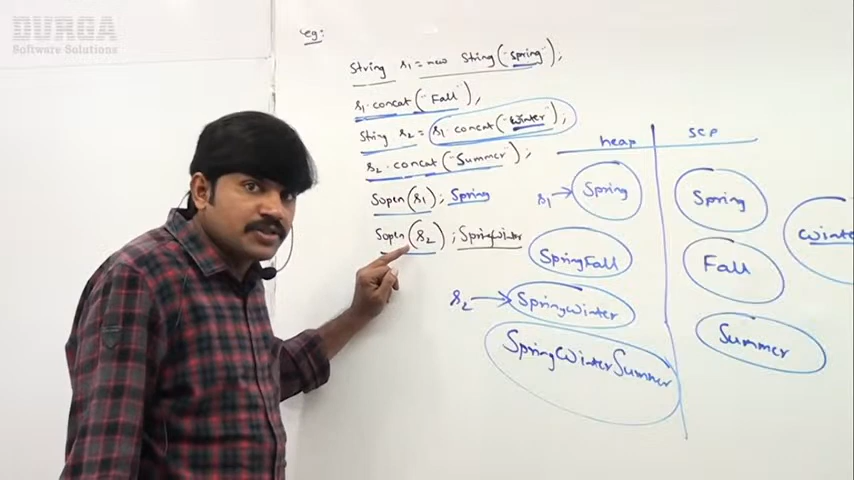 DURGA
Software Solutions
eg:
String s1 = new String("spring");
s1.concat("Fall");
String s2 = s1.concat("Winter");
s2.concat("Summer");
Sopln(s1); Spring
Sopln(s2); SpringWinter
heap
SCP
s1 → Spring
SpringFall
s2 → SpringWinter
SpringWinterSummer
Spring
Winter
Fall
Summer